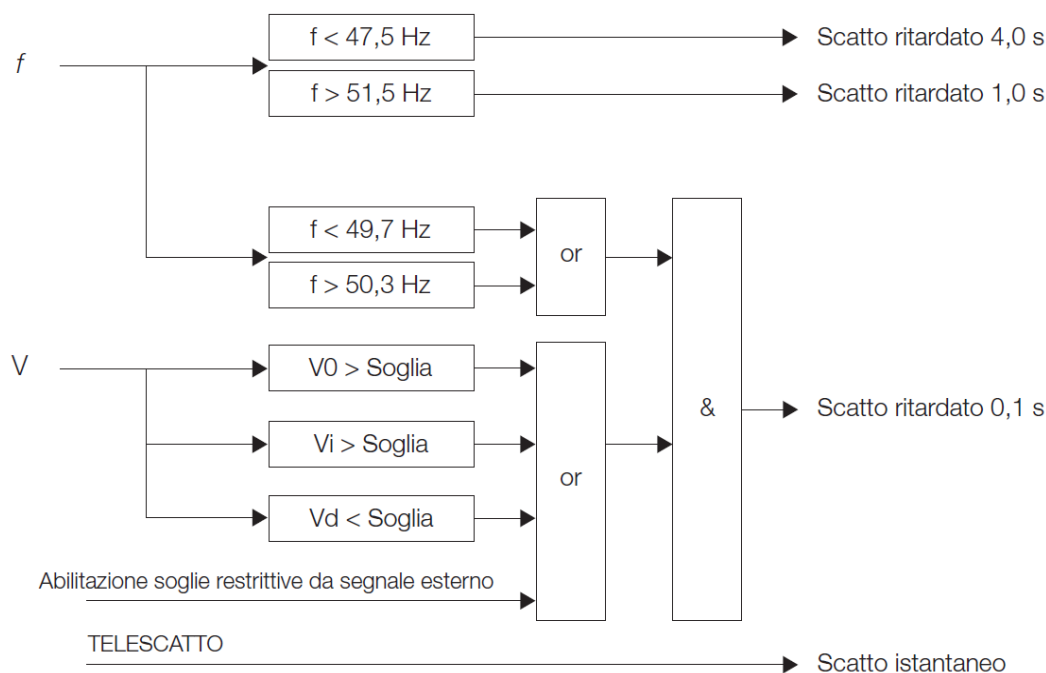 f
f < 47,5 Hz
Scatto ritardato 4,0 s
f > 51,5 Hz
Scatto ritardato 1,0 s
f < 49,7 Hz
f > 50,3 Hz
or
V
V0 > Soglia
Vi > Soglia
Vd < Soglia
or
&
Scatto ritardato 0,1 s
Abilitazione soglie restrittive da segnale esterno
TELESCATTO
Scatto istantaneo